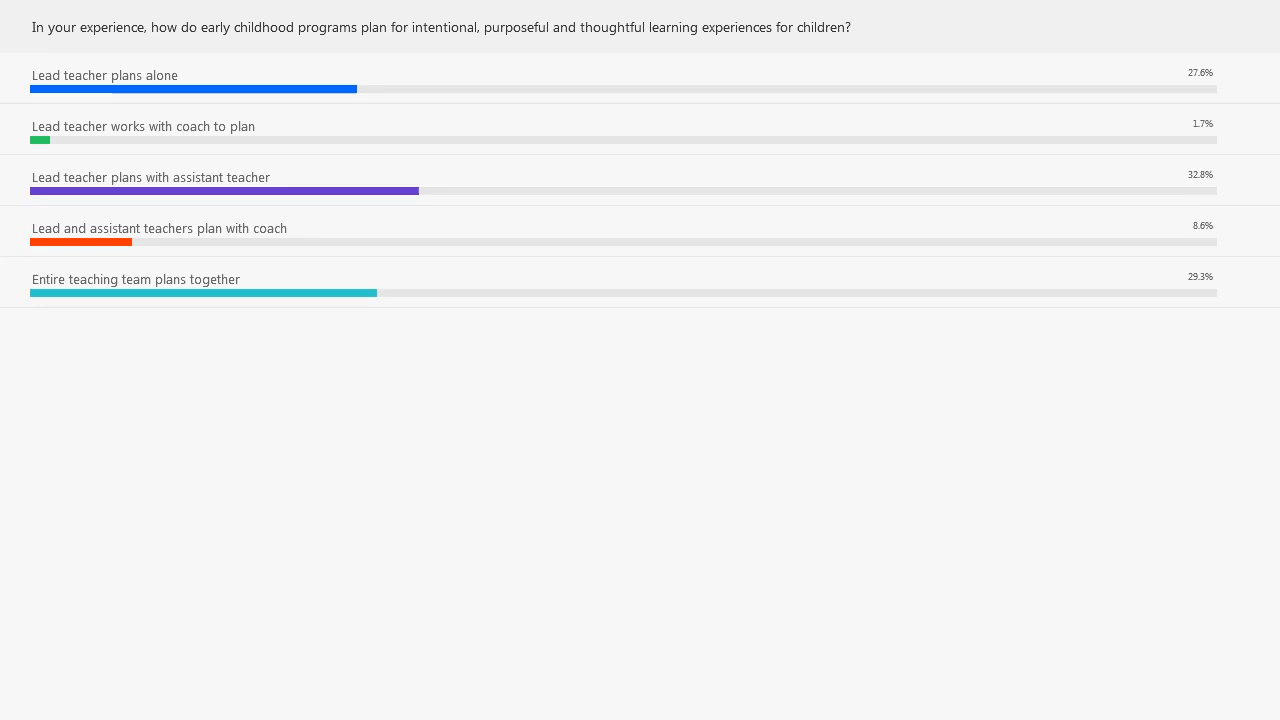 In your experience, how do early childhood programs plan for intentional, purposeful and thoughtful learning experiences for children?
Lead teacher plans alone
27.6%
Lead teacher works with coach to plan
1.7%
Lead teacher plans with assistant teacher
32.8%
Lead and assistant teachers plan with coach
8.6%
Entire teaching team plans together
29.3%